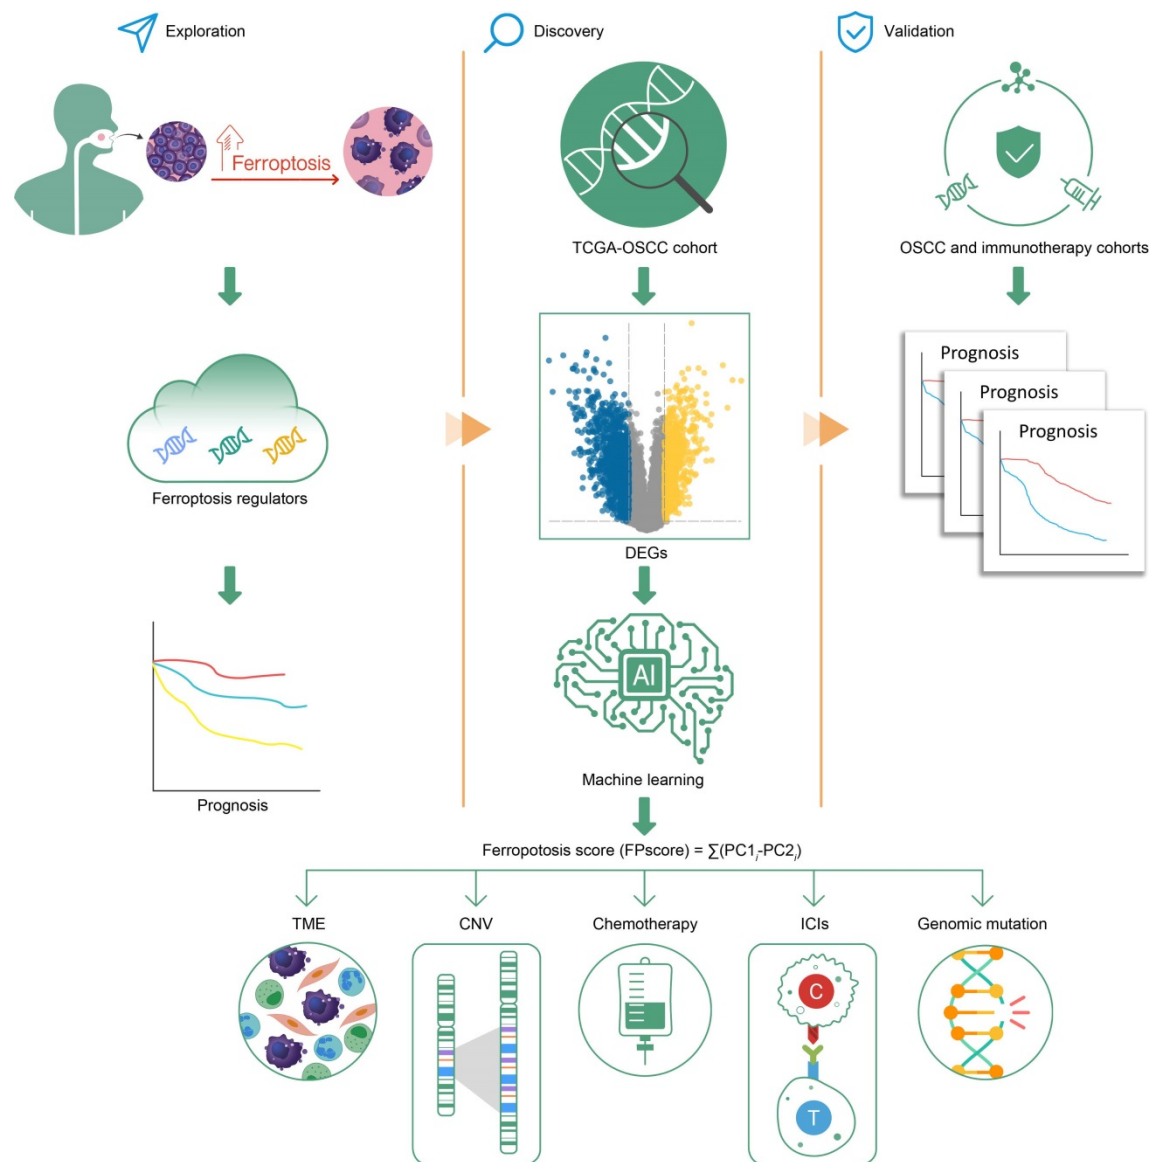 Exploration
Discovery
Validation
Ferroptosis
TCGA-OSCC cohort
OSCC and immunotherapy cohorts
Prognosis
Prognosis
Prognosis
Ferroptosis regulators
DEGs
AI
Machine learning
Prognosis
Ferropotosis score (FPscore) = ∑(PC1i-PC2i)
TME
CNV
Chemotherapy
ICIs
Genomic mutation
C
T